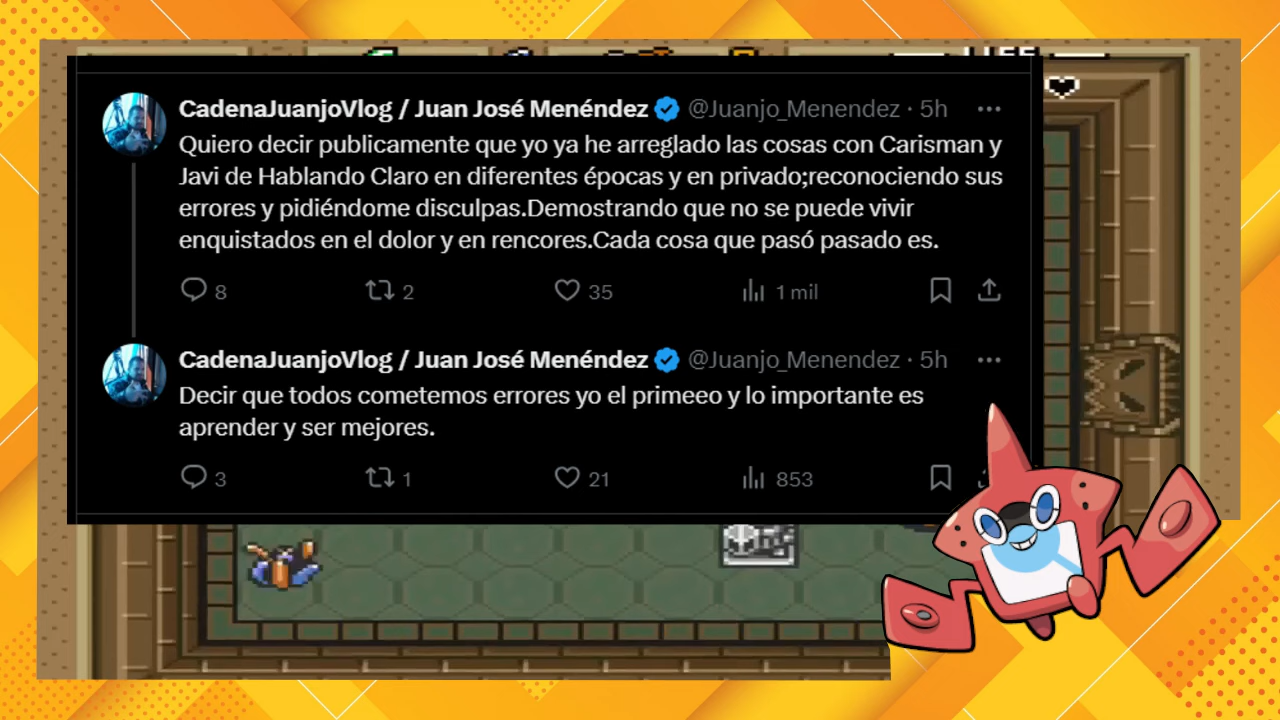 CadenaJuanjoVlog / Juan José Menéndez @Juanjo_Menendez · 5h
Quiero decir publicamente que yo ya he arreglado las cosas con Carisman y
Javi de Hablando Claro en diferentes épocas y en privado;reconociendo sus
errores y pidiéndome disculpas.Demostrando que no se puede vivir
enquistados en el dolor y en rencores.Cada cosa que pasó pasado es.
8 2 35 1 mil
CadenaJuanjoVlog / Juan José Menéndez @Juanjo_Menendez · 5h
Decir que todos cometemos errores yo el primeeo y lo importante es
aprender y ser mejores.
3 1 21 853